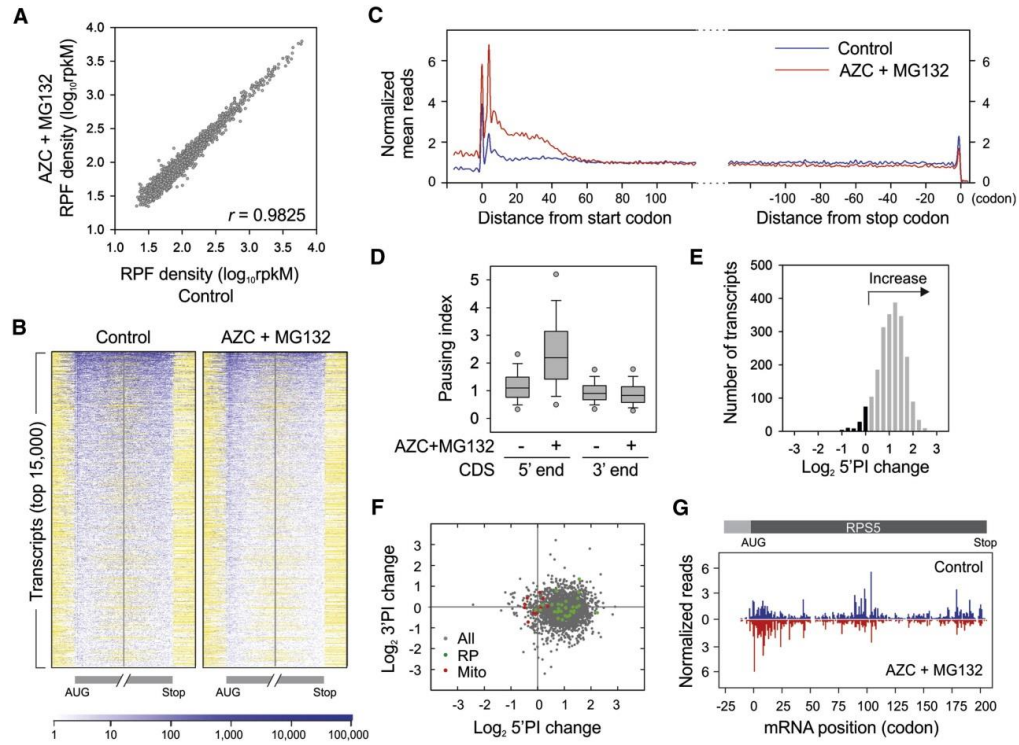 A
AZC + MG132
RPF density (log₁₀rpkM)
4.0
3.5
3.0
2.5
2.0
1.5
1.0
r = 0.9825
1.0 1.5 2.0 2.5 3.0 3.5 4.0
RPF density (log₁₀rpkM)
Control
B
Control AZC + MG132
Transcripts (top 15,000)
AUG Stop AUG Stop
1 10 100 1,000 10,000 100,000
C
Normalized
mean reads
6
4
2
0
Control
AZC + MG132
6
4
2
0
0 20 40 60 80 100 -100 -80 -60 -40 -20 0 (codon)
Distance from start codon Distance from stop codon
D
Pausing index
5
4
3
2
1
0
AZC+MG132 - + - +
CDS 5' end 3' end
E
Number of transcripts
500
400
300
200
100
0
Increase
-3 -2 -1 0 1 2 3
Log₂ 5'PI change
F
Log₂ 3'PI change
3
2
1
0
-1
-2
-3
All
RP
Mito
-3 -2 -1 0 1 2 3
Log₂ 5'PI change
G
RPS5
AUG Stop
Normalized reads
6
3
0
3
6
Control
AZC + MG132
-25 0 25 50 75 100 125 150 175 200
mRNA position (codon)